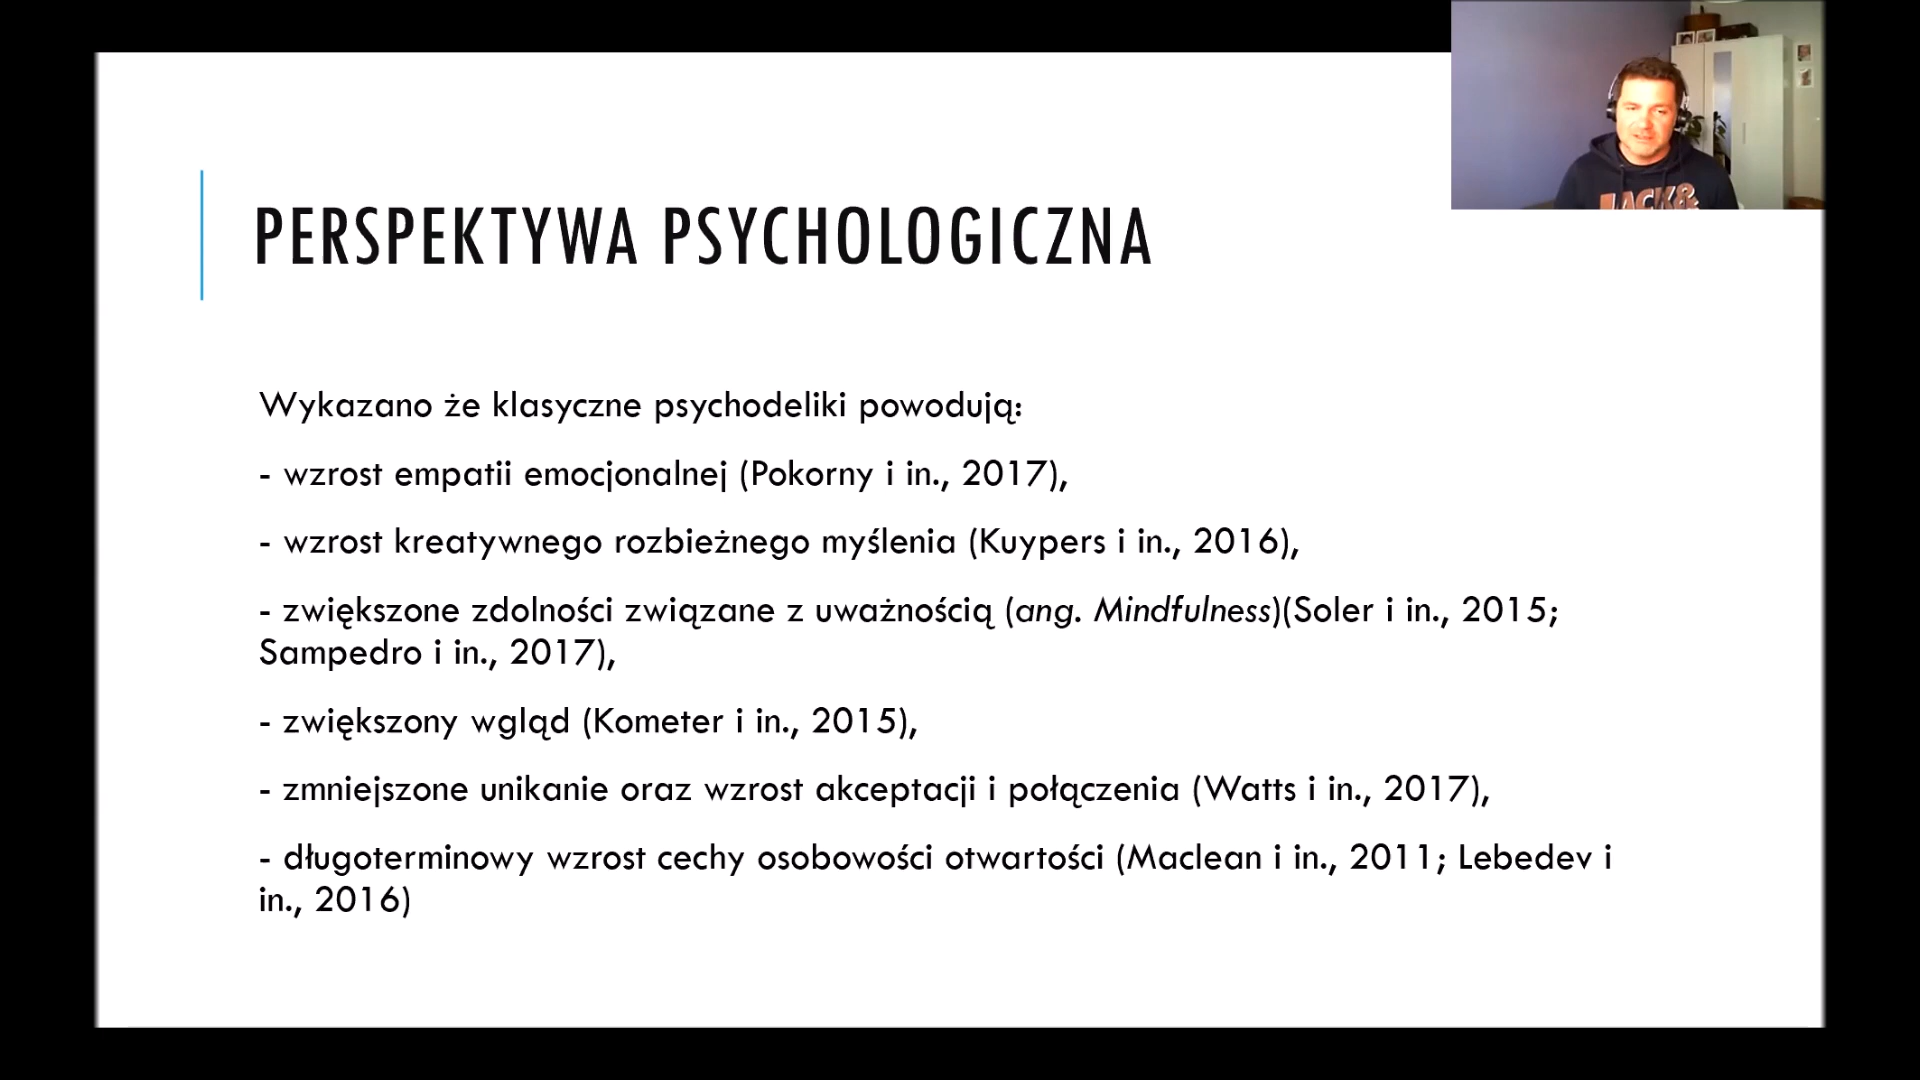 PERSPEKTYWA PSYCHOLOGICZNA
Wykazano że klasyczne psychodeliki powodują:
- wzrost empatii emocjonalnej (Pokorny i in., 2017),
- wzrost kreatywnego rozbieżnego myślenia (Kuypers i in., 2016),
- zwiększone zdolności związane z uważnością (ang. Mindfulness)(Soler i in., 2015;
Sampedro i in., 2017),
- zwiększony wgląd (Kometer i in., 2015),
- zmniejszone unikanie oraz wzrost akceptacji i połączenia (Watts i in., 2017),
- długoterminowy wzrost cechy osobowości otwartości (Maclean i in., 2011; Lebedev i
in., 2016)